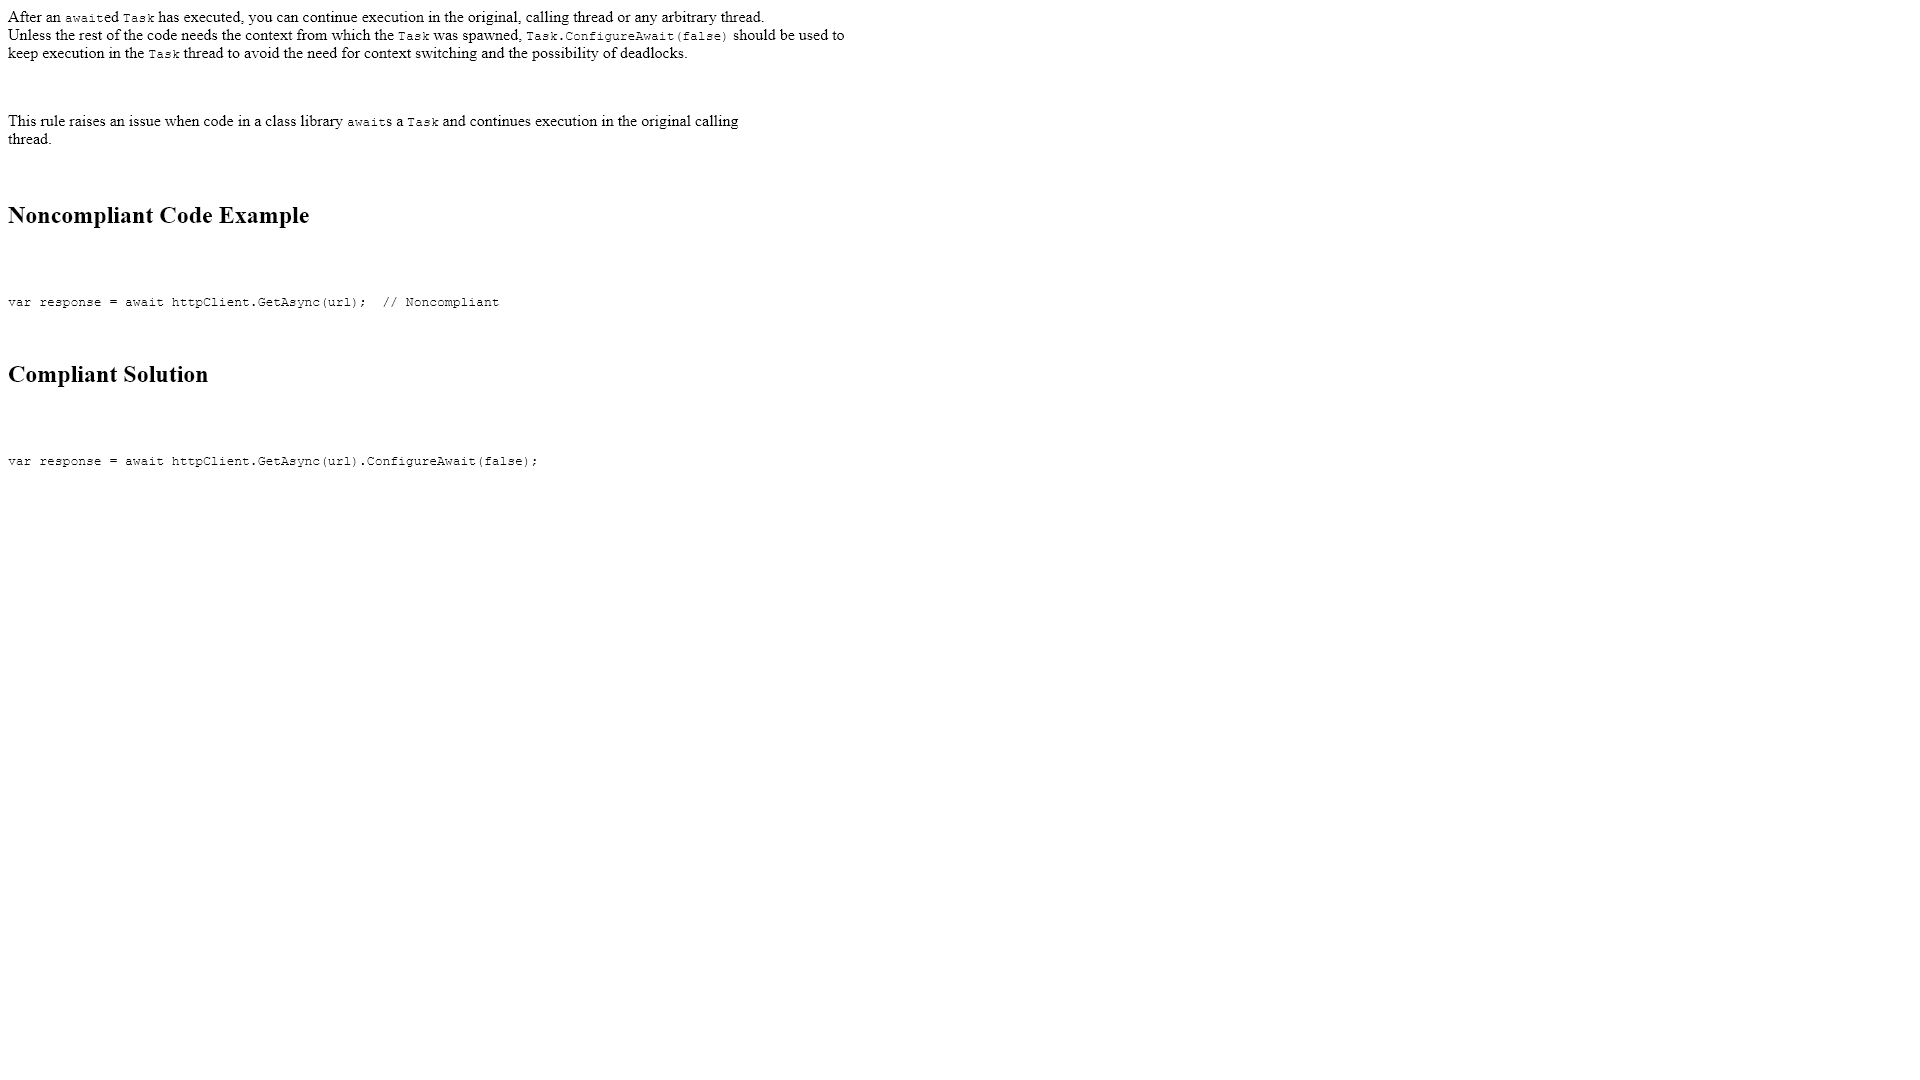 After an awaited Task has executed, you can continue execution in the original, calling thread or any arbitrary thread.
Unless the rest of the code needs the context from which the Task was spawned, Task.ConfigureAwait(false) should be used to
keep execution in the Task thread to avoid the need for context switching and the possibility of deadlocks.
This rule raises an issue when code in a class library awaits a Task and continues execution in the original calling
thread.
Noncompliant Code Example
var response = await httpClient.GetAsync(url);  // Noncompliant
Compliant Solution
var response = await httpClient.GetAsync(url).ConfigureAwait(false);